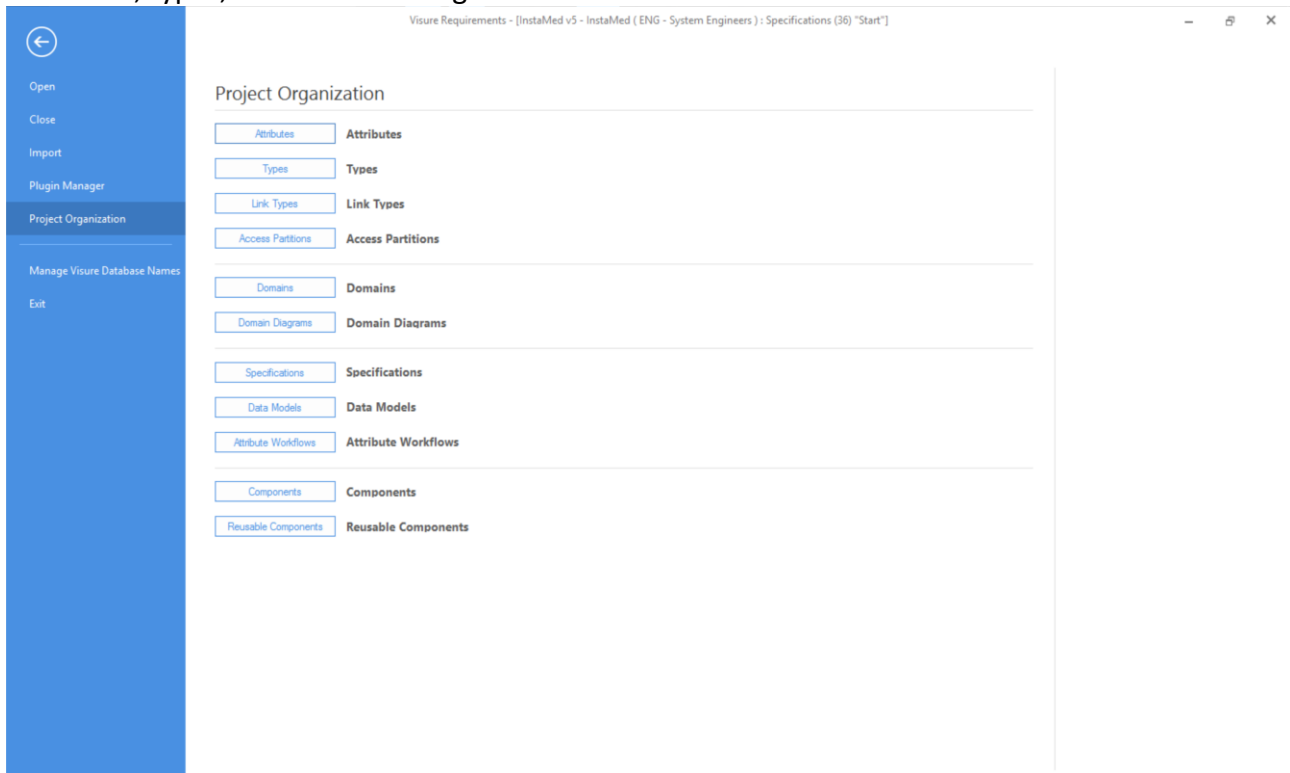 Visure Requirements - [InstaMed v5 - InstaMed ( ENG - System Engineers ) : Specifications (36) "Start"]
Open
Close
Import
Plugin Manager
Project Organization
Manage Visure Database Names
Exit
Project Organization
Attributes Attributes
Types Types
Link Types Link Types
Access Partitions Access Partitions
Domains Domains
Domain Diagrams Domain Diagrams
Specifications Specifications
Data Models Data Models
Attribute Workflows Attribute Workflows
Components Components
Reusable Components Reusable Components